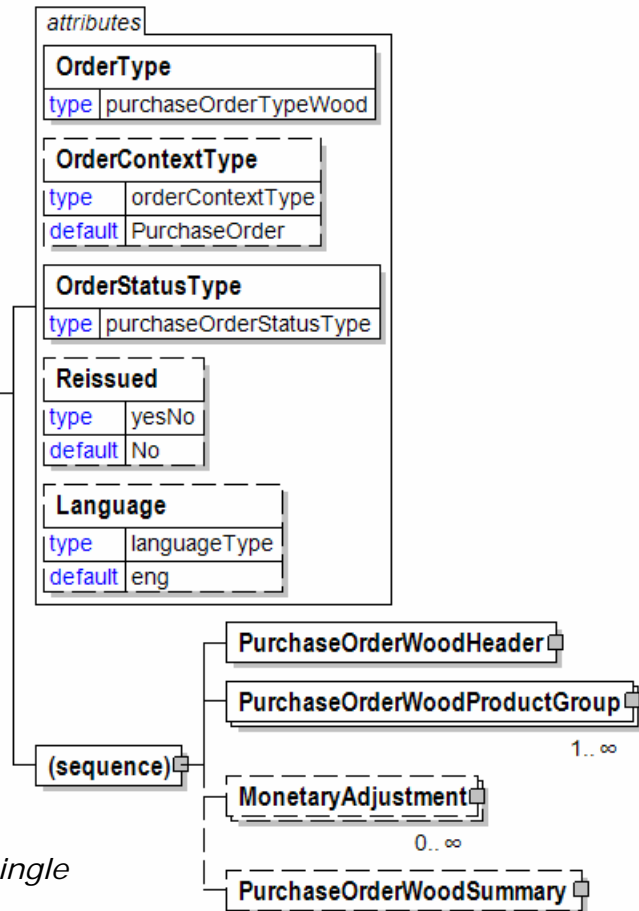 attributes
OrderType
type purchaseOrderTypeWood
OrderContextType
type orderContextType
default PurchaseOrder
OrderStatusType
type purchaseOrderStatusType
Reissued
type yesNo
default No
Language
type languageType
default eng
PurchaseOrderWoodHeader
PurchaseOrderWoodProductGroup
1.. ∞
(sequence)
MonetaryAdjustment
0.. ∞
ingle
PurchaseOrderWoodSummary